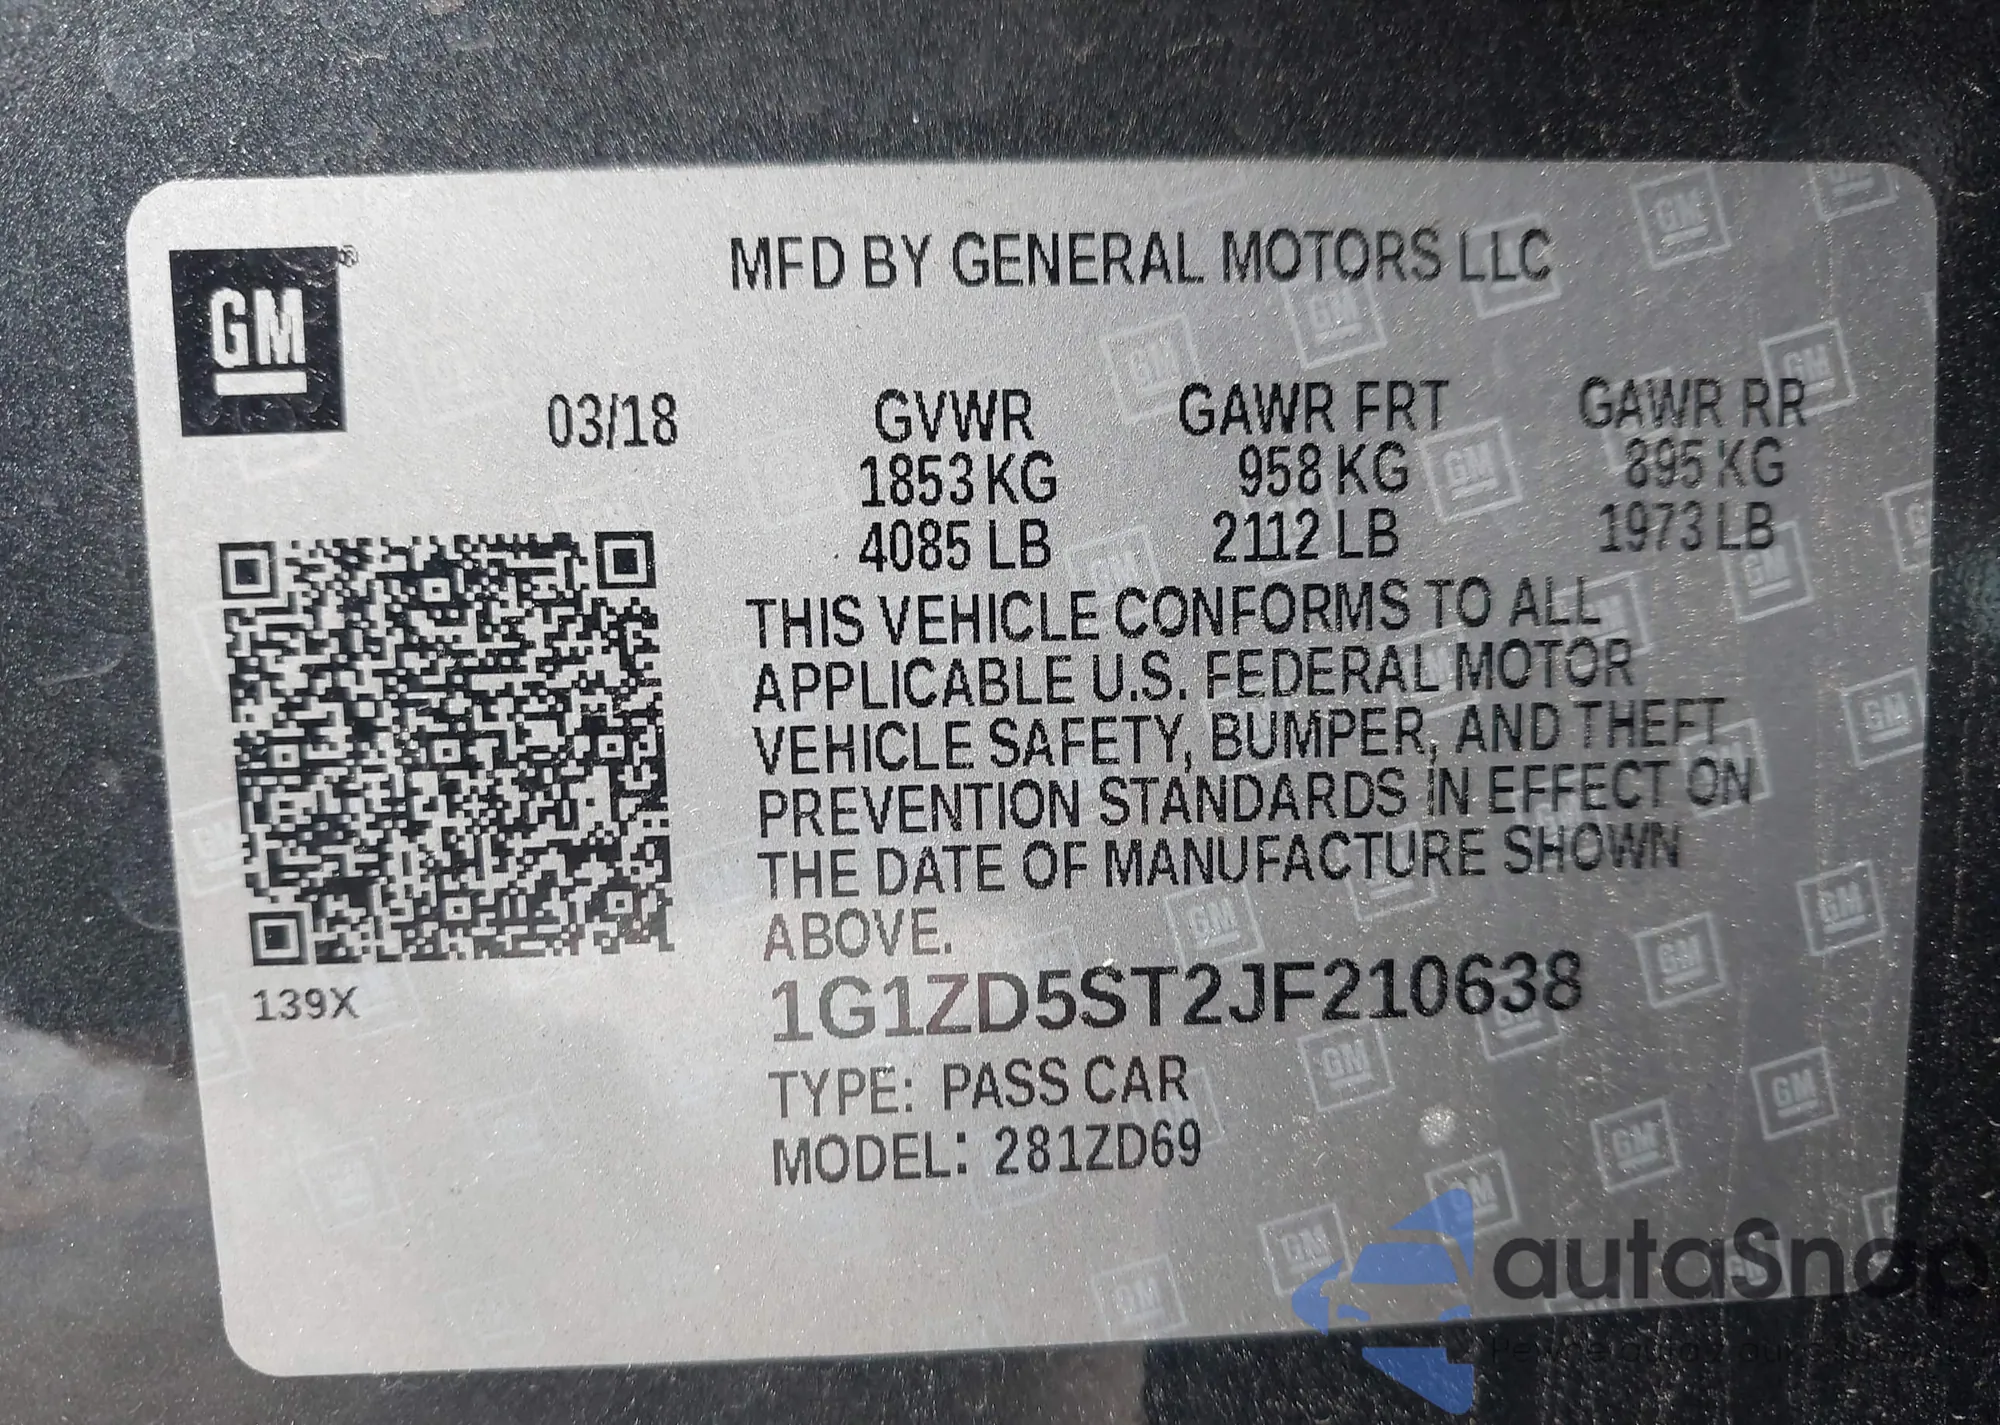 MFD BY GENERAL MOTORS LLC
GM
®
03/18
GVWR
1853 KG
4085 LB
GAWR FRT
958 KG
2112 LB
GAWR RR
895 KG
1973 LB
THIS VEHICLE CONFORMS TO ALL
APPLICABLE U.S. FEDERAL MOTOR
VEHICLE SAFETY, BUMPER, AND THEFT
PREVENTION STANDARDS IN EFFECT ON
THE DATE OF MANUFACTURE SHOWN
ABOVE.
139X
1G1ZD5ST2JF210638
TYPE: PASS CAR
MODEL: 281ZD69
autaSnap